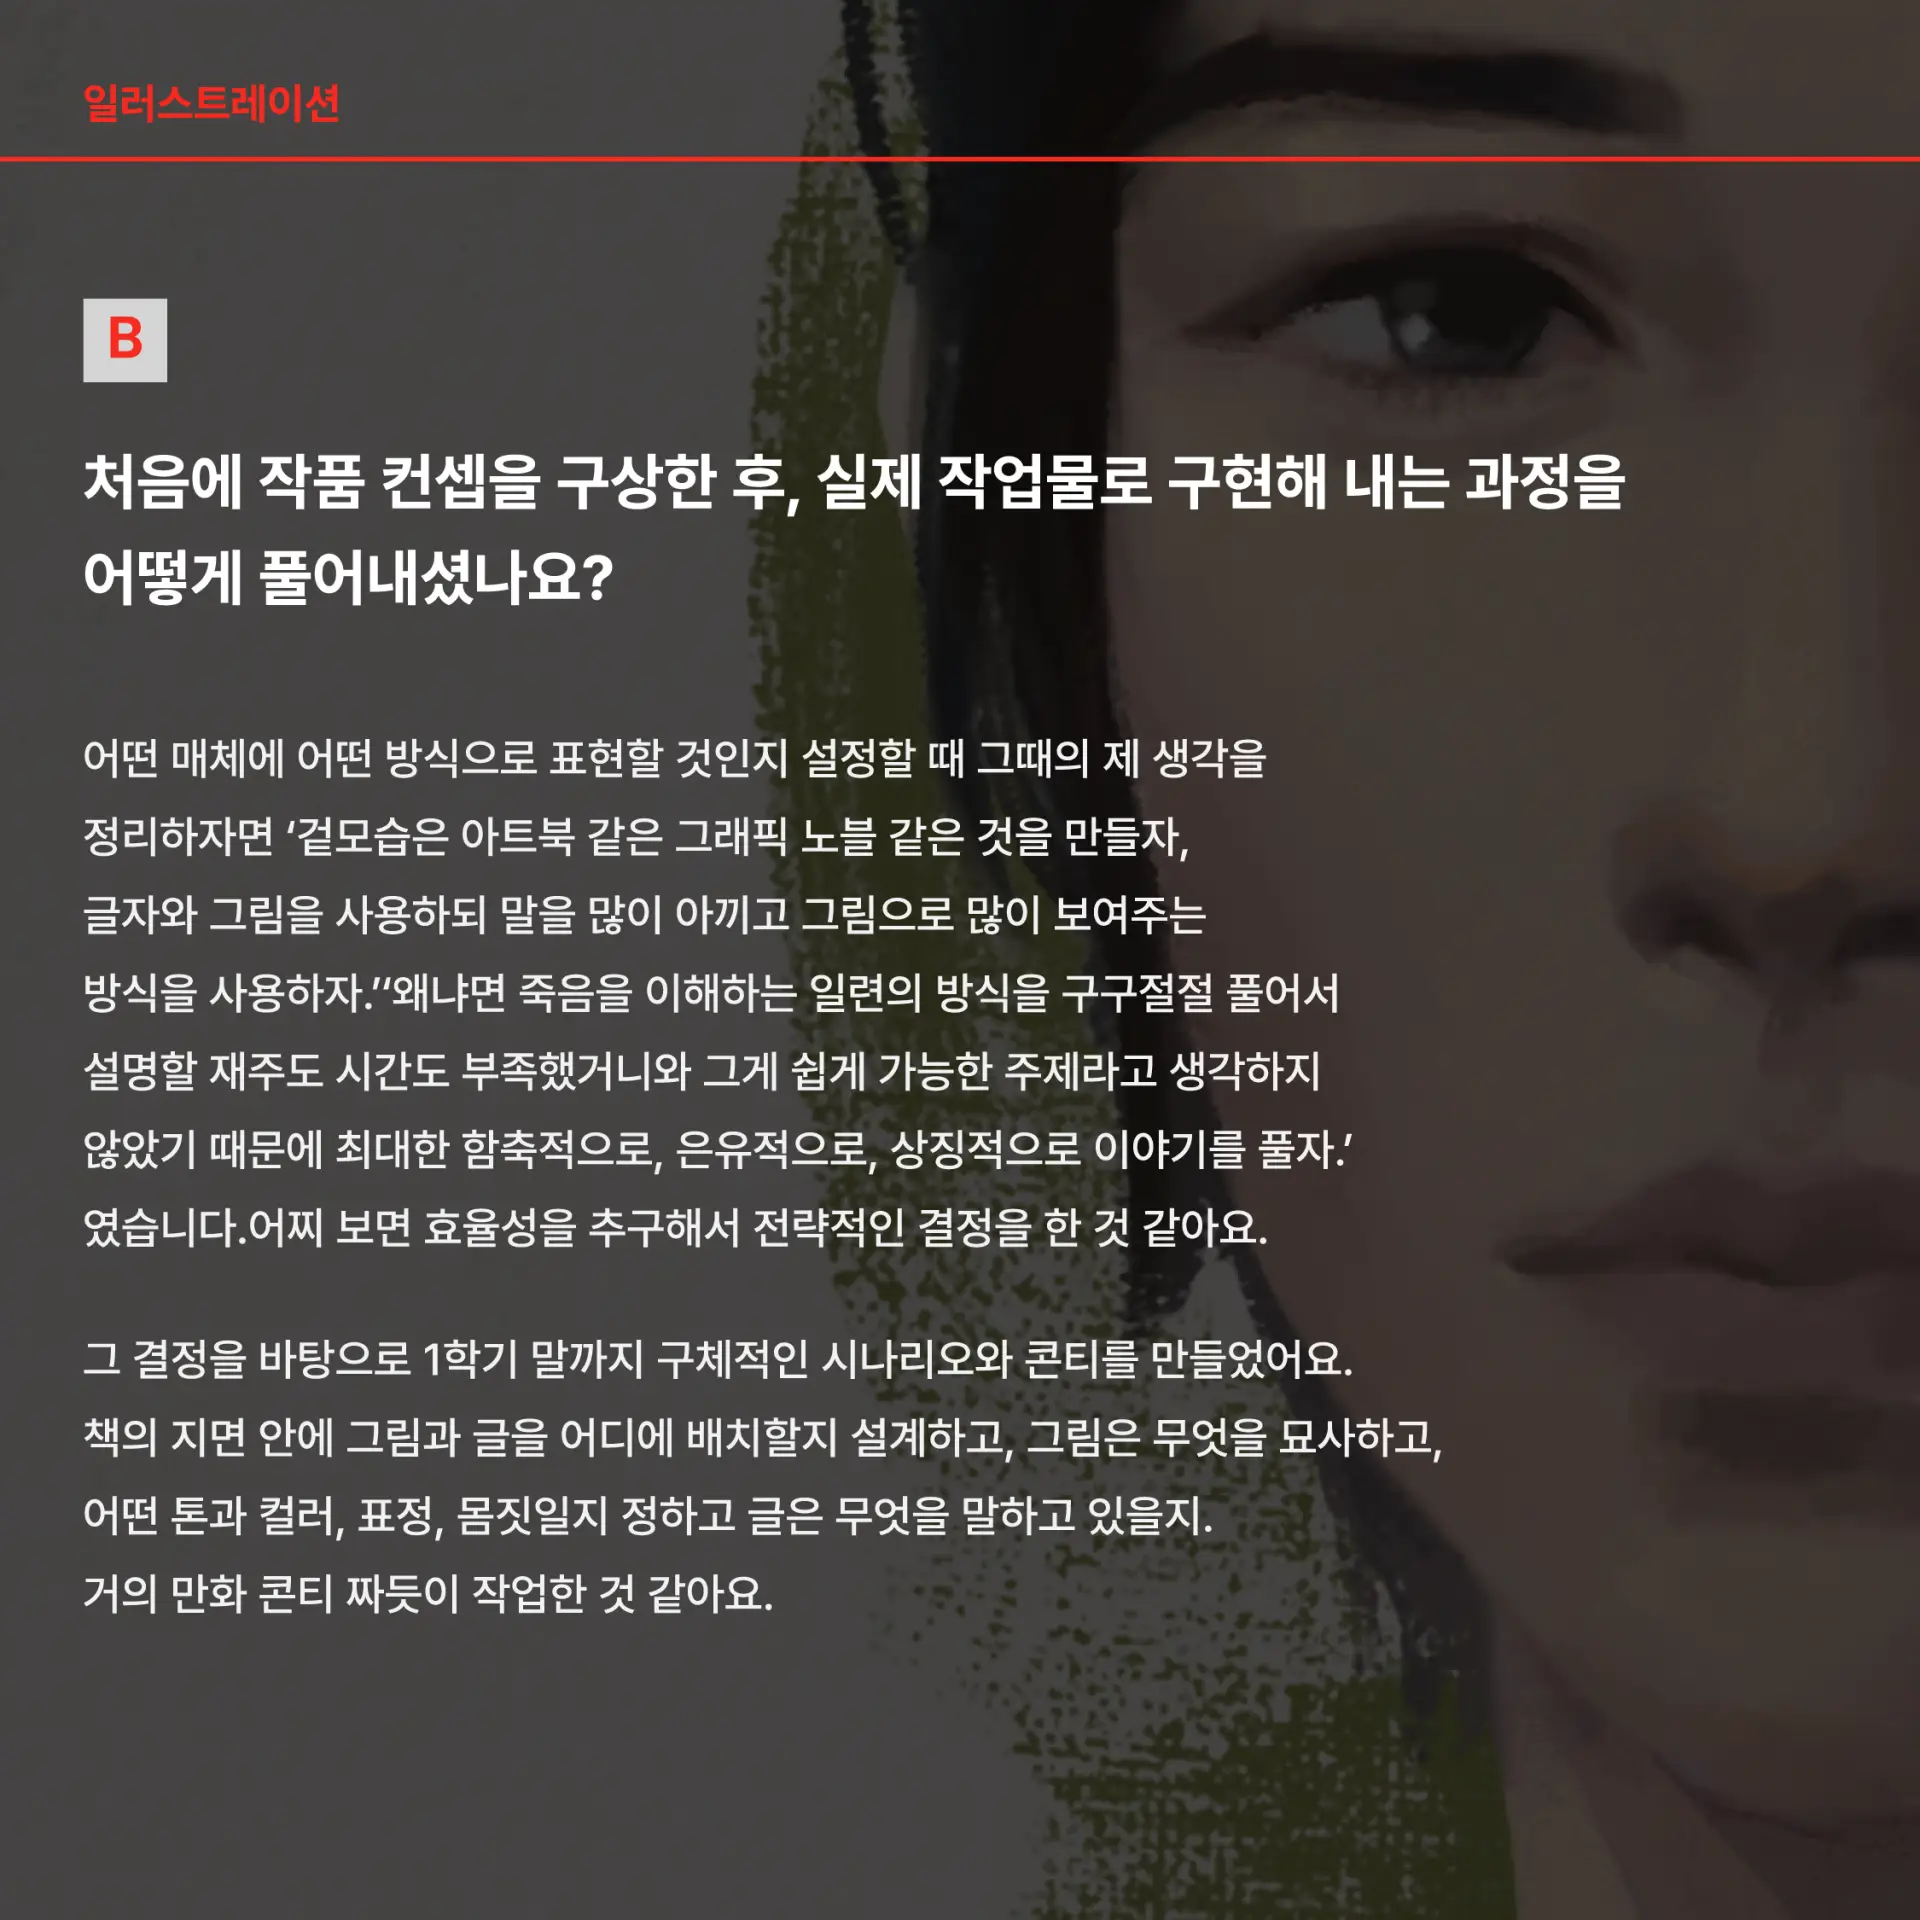 일러스트레이션
B
처음에 작품 컨셉을 구상한 후, 실제 작업물로 구현해 내는 과정을
어떻게 풀어내셨나요?
어떤 매체에 어떤 방식으로 표현할 것인지 설정할 때 그때의 제 생각을
정리하자면 ‘겉모습은 아트북 같은 그래픽 노블 같은 것을 만들자,
글자와 그림을 사용하되 말을 많이 아끼고 그림으로 많이 보여주는
방식을 사용하자.’‘왜냐면 죽음을 이해하는 일련의 방식을 구구절절 풀어서
설명할 재주도 시간도 부족했거니와 그게 쉽게 가능한 주제라고 생각하지
않았기 때문에 최대한 함축적으로, 은유적으로, 상징적으로 이야기를 풀자.’
였습니다.어찌 보면 효율성을 추구해서 전략적인 결정을 한 것 같아요.
그 결정을 바탕으로 1학기 말까지 구체적인 시나리오와 콘티를 만들었어요.
책의 지면 안에 그림과 글을 어디에 배치할지 설계하고, 그림은 무엇을 묘사하고,
어떤 톤과 컬러, 표정, 몸짓일지 정하고 글은 무엇을 말하고 있을지.
거의 만화 콘티 짜듯이 작업한 것 같아요.